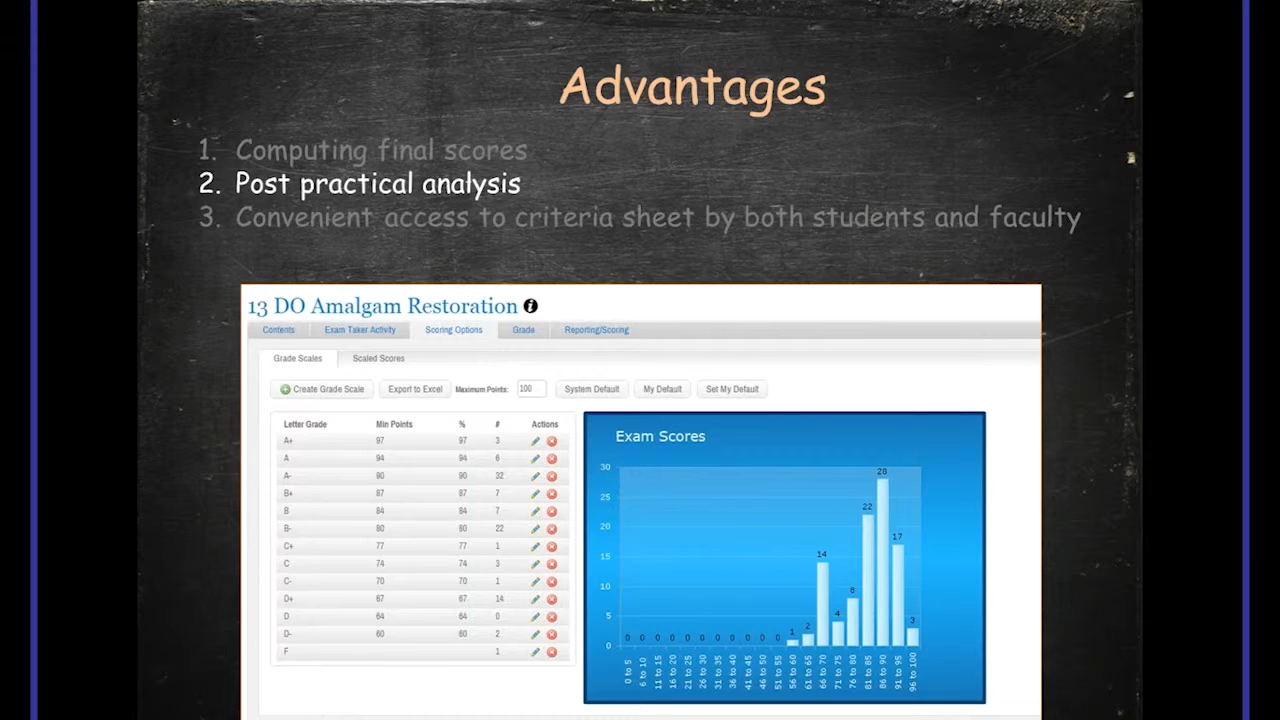 Advantages
1. Computing final scores
2. Post practical analysis
3. Convenient access to criteria sheet by both students and faculty
13 DO Amalgam Restoration i
Contents Exam Taker Activity Scoring Options Grade Reporting/Scoring
Grade Scales Scaled Scores
Create Grade Scale Export to Excel Maximum Points: 100 System Default My Default Set My Default
Letter Grade Min Points % # Actions
A+ 97 97 3
A 94 94 6
A- 90 90 32
B+ 87 87 7
B 84 84 7
B- 80 80 22
C+ 77 77 1
C 74 74 3
C- 70 70 1
D+ 67 67 14
D 64 64 0
D- 60 60 2
F 1
Exam Scores
30
25
20
15
10
5
0
0 0 0 0 0 0 0 0 0 0 0 1 2 14 4 8 22 28 17 3
0 to 5
6 to 10
11 to 15
16 to 20
21 to 25
26 to 30
31 to 35
36 to 40
41 to 45
46 to 50
51 to 55
56 to 60
61 to 65
66 to 70
71 to 75
76 to 80
81 to 85
86 to 90
91 to 95
96 to 100